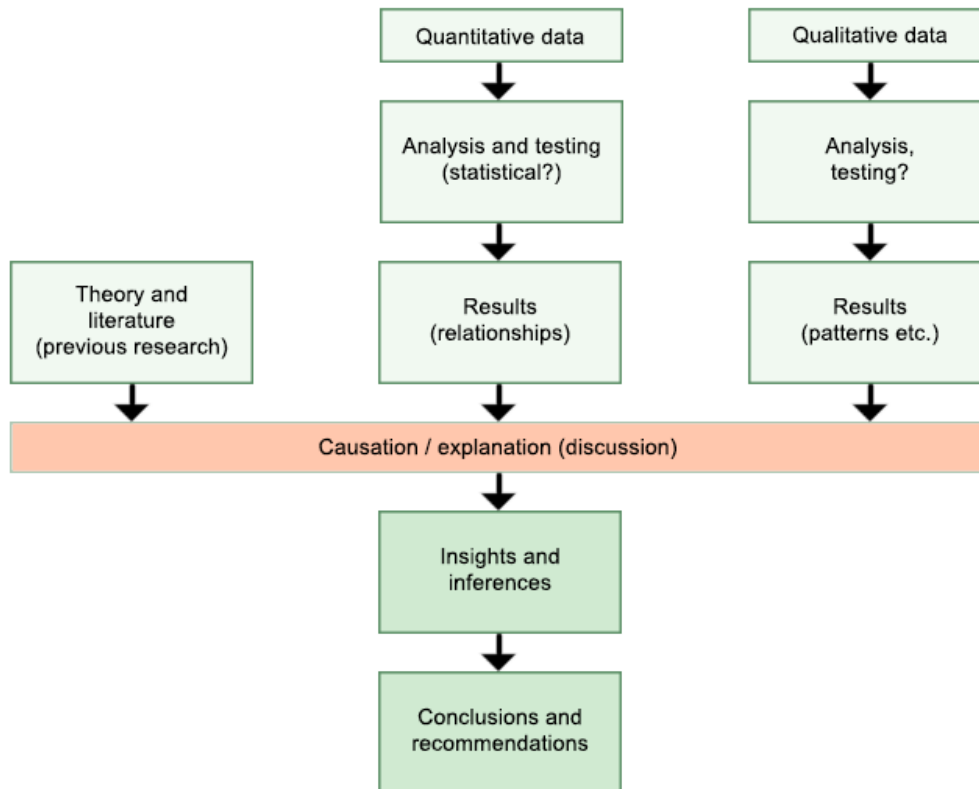 Quantitative data
Qualitative data
Analysis and testing
(statistical?)
Analysis,
testing?
Theory and
literature
(previous research)
Results
(relationships)
Results
(patterns etc.)
Causation / explanation (discussion)
Insights and
inferences
Conclusions and
recommendations